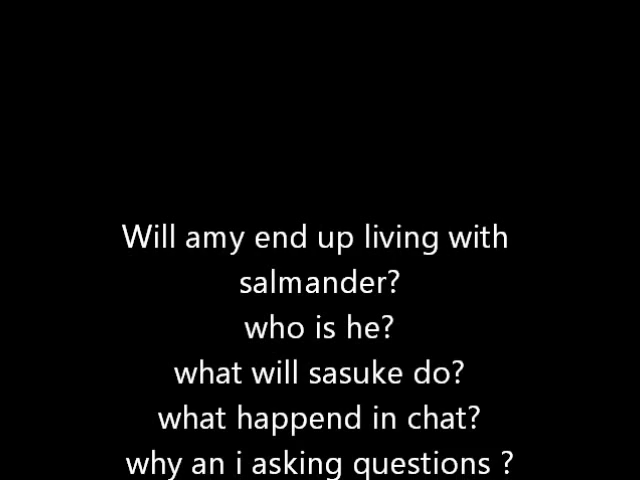 Will amy end up living with
salmander?
who is he?
what will sasuke do?
what happend in chat?
why an i asking questions ?